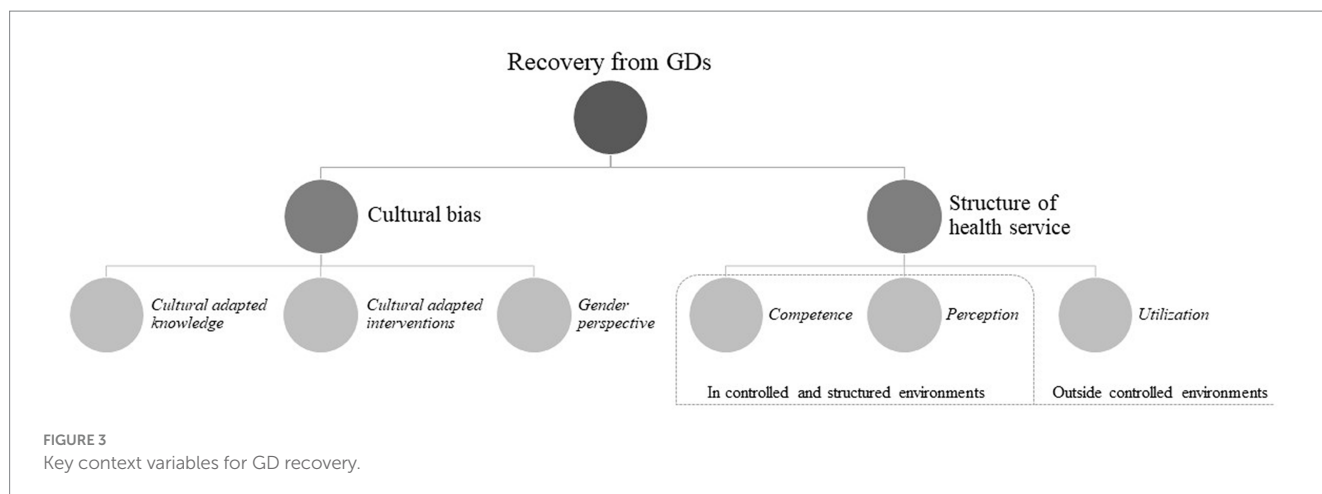 Recovery from GDs
Cultural bias
Structure of
health service
Cultural adapted
knowledge
Cultural adapted
interventions
Gender
perspective
Competence
Perception
Utilization
In controlled and structured environments
Outside controlled environments
FIGURE 3
Key context variables for GD recovery.